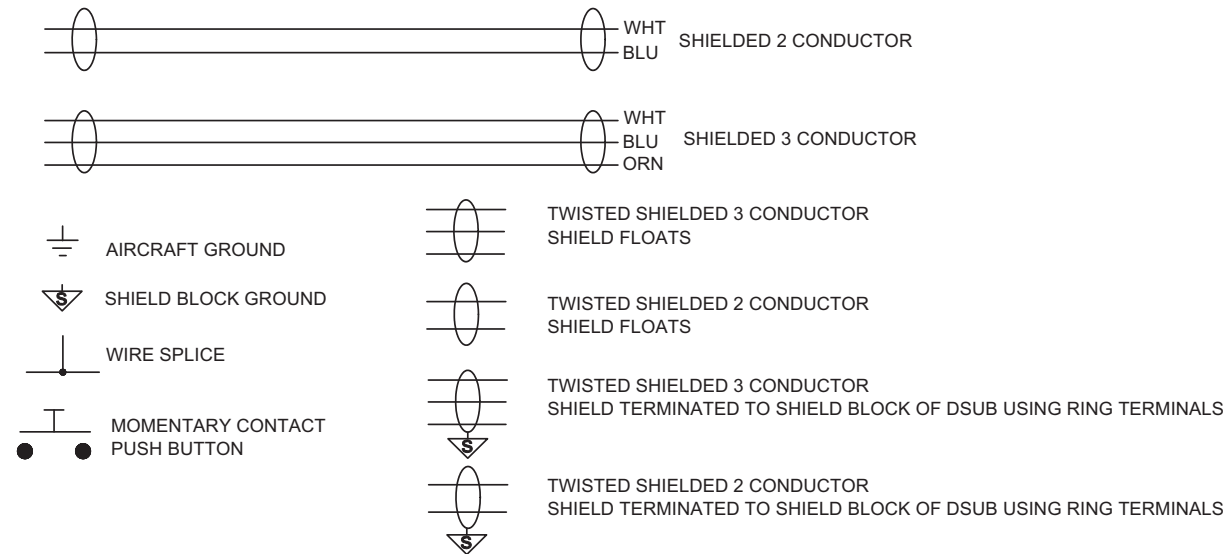 WHT
BLU
SHIELDED 2 CONDUCTOR
WHT
BLU
ORN
SHIELDED 3 CONDUCTOR
AIRCRAFT GROUND
S
SHIELD BLOCK GROUND
WIRE SPLICE
MOMENTARY CONTACT
PUSH BUTTON
TWISTED SHIELDED 3 CONDUCTOR
SHIELD FLOATS
TWISTED SHIELDED 2 CONDUCTOR
SHIELD FLOATS
TWISTED SHIELDED 3 CONDUCTOR
SHIELD TERMINATED TO SHIELD BLOCK OF DSUB USING RING TERMINALS
S
TWISTED SHIELDED 2 CONDUCTOR
SHIELD TERMINATED TO SHIELD BLOCK OF DSUB USING RING TERMINALS
S